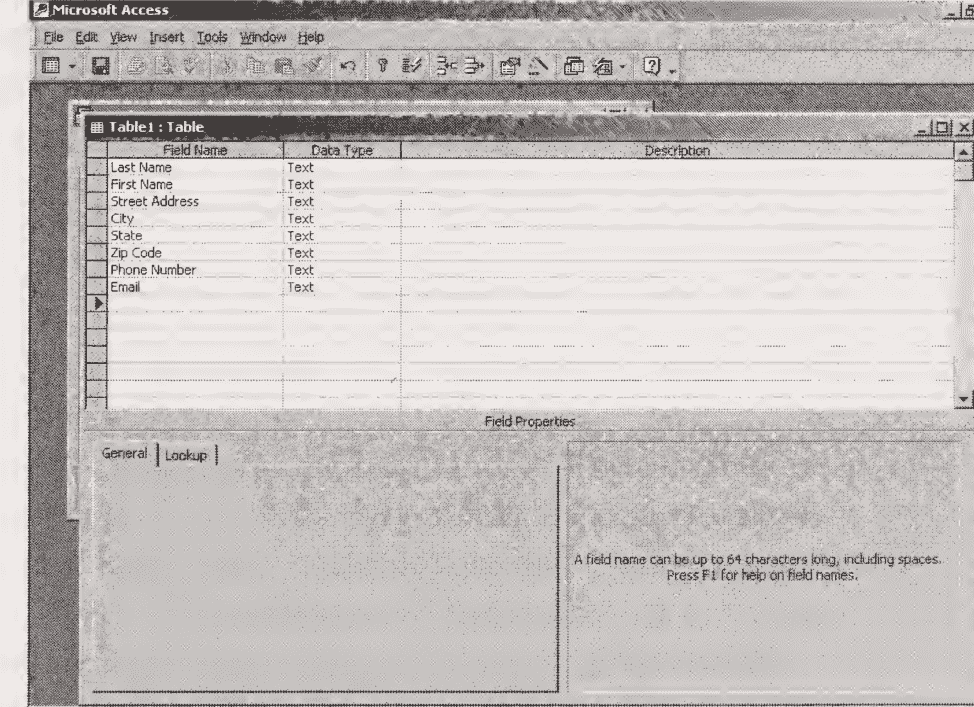 Microsoft Access
File Edit View Insert Tools Window Help
Table1 : Table
Field Name Data Type Description
Last Name Text
First Name Text
Street Address Text
City Text
State Text
Zip Code Text
Phone Number Text
Email Text
Field Properties
General Lookup
A field name can be up to 64 characters long, including spaces.
Press F1 for help on field names.